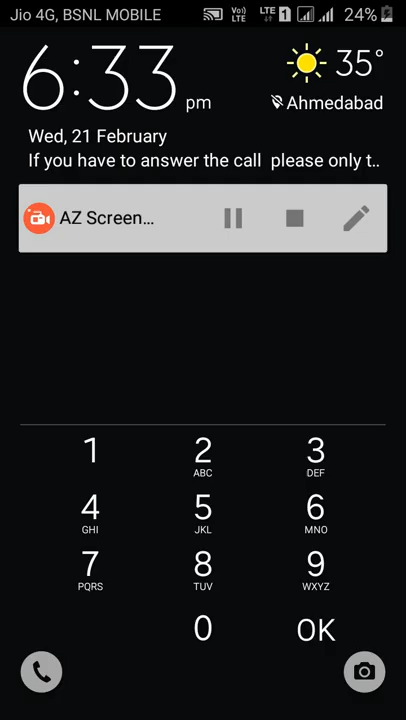 Jio 4G, BSNL MOBILE Vo) LTE LTE 1 24%
6:33 pm 35°
Ahmedabad
Wed, 21 February
If you have to answer the call please only t..
AZ Screen...
1 2 3
ABC DEF
4 5 6
GHI JKL MNO
7 8 9
PQRS TUV WXYZ
0 OK